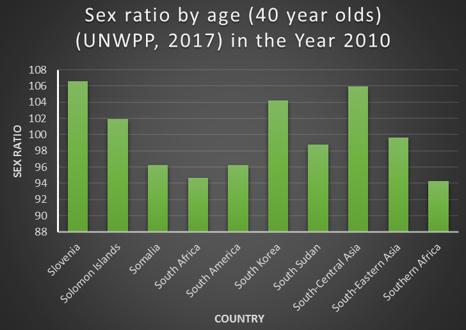 Sex ratio by age (40 year olds)
(UNWPP, 2017) in the Year 2010
108
106
104
102
100
98
96
94
92
90
88
SEX RATIO
Slovenia
Solomon Islands
Somalia
South Africa
South America
South Korea
South Sudan
South-Central Asia
South-Eastern Asia
Southern Africa
COUNTRY